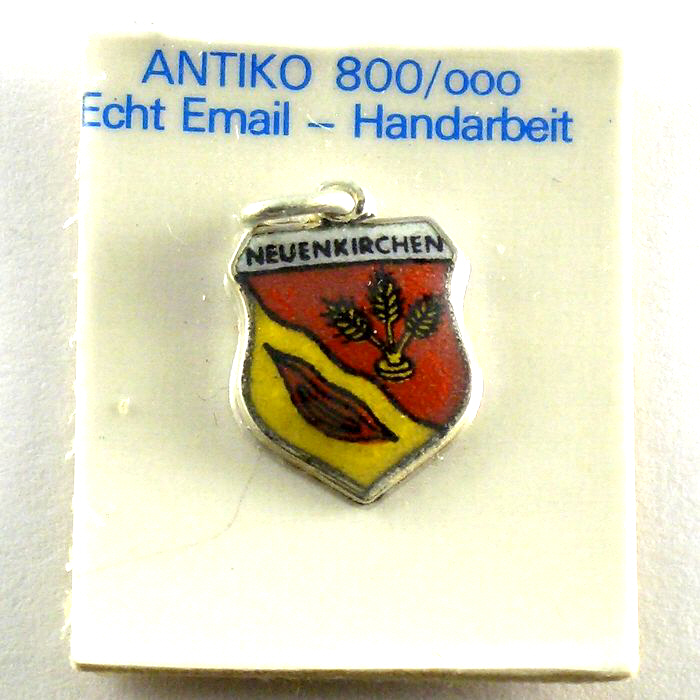 ANTIKO 800/ooo
Echt Email – Handarbeit
NEUENKIRCHEN